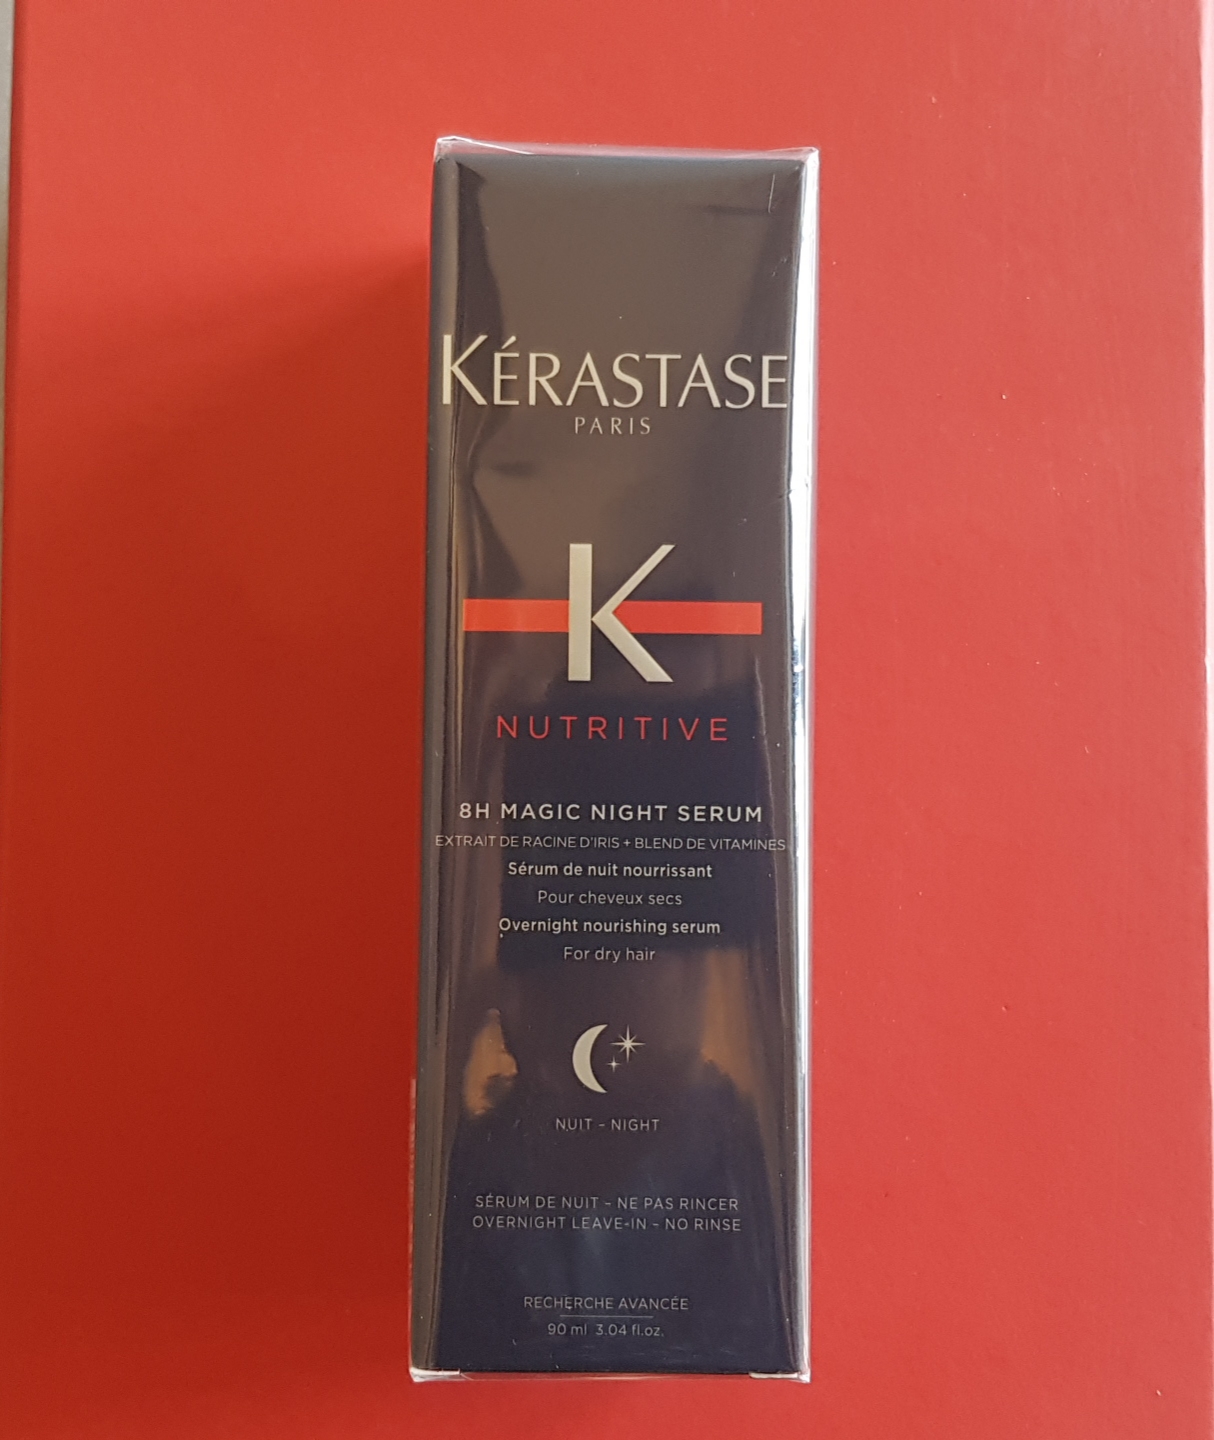 KÉRASTASE
PARIS
K
NUTRITIVE
8H MAGIC NIGHT SERUM
EXTRAIT DE RACINE D'IRIS + BLEND DE VITAMINES
Sérum de nuit nourrissant
Pour cheveux secs
Overnight nourishing serum
For dry hair
NUIT – NIGHT
SÉRUM DE NUIT – NE PAS RINCER
OVERNIGHT LEAVE-IN – NO RINSE
RECHERCHE AVANCÉE
90 ml 3.04 fl.oz.